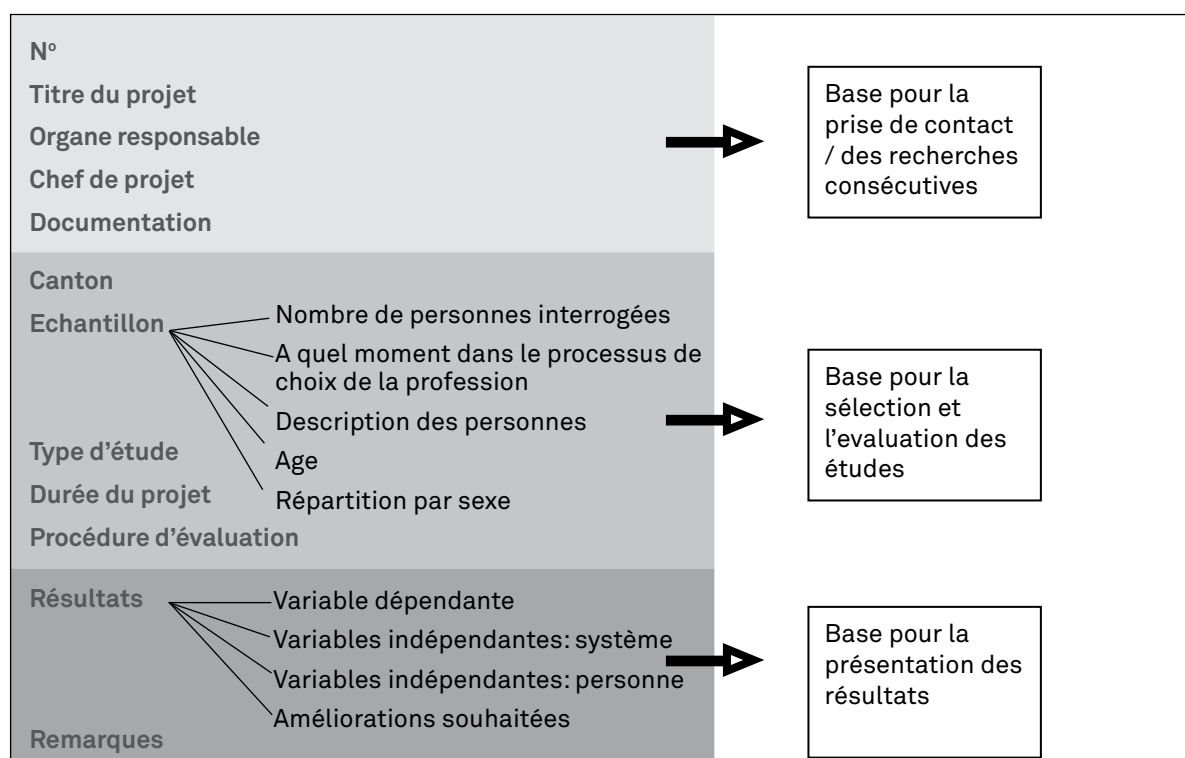 Nº
Titre du projet
Organe responsable
Chef de projet
Documentation
Base pour la
prise de contact
/ des recherches
consécutives
Canton
Echantillon
Nombre de personnes interrogées
A quel moment dans le processus de
choix de la profession
Description des personnes
Age
Répartition par sexe
Type d’étude
Durée du projet
Procédure d’évaluation
Base pour la
sélection et
l’evaluation des
études
Résultats
Variable dépendante
Variables indépendantes: système
Variables indépendantes: personne
Améliorations souhaitées
Remarques
Base pour la
présentation des
résultats